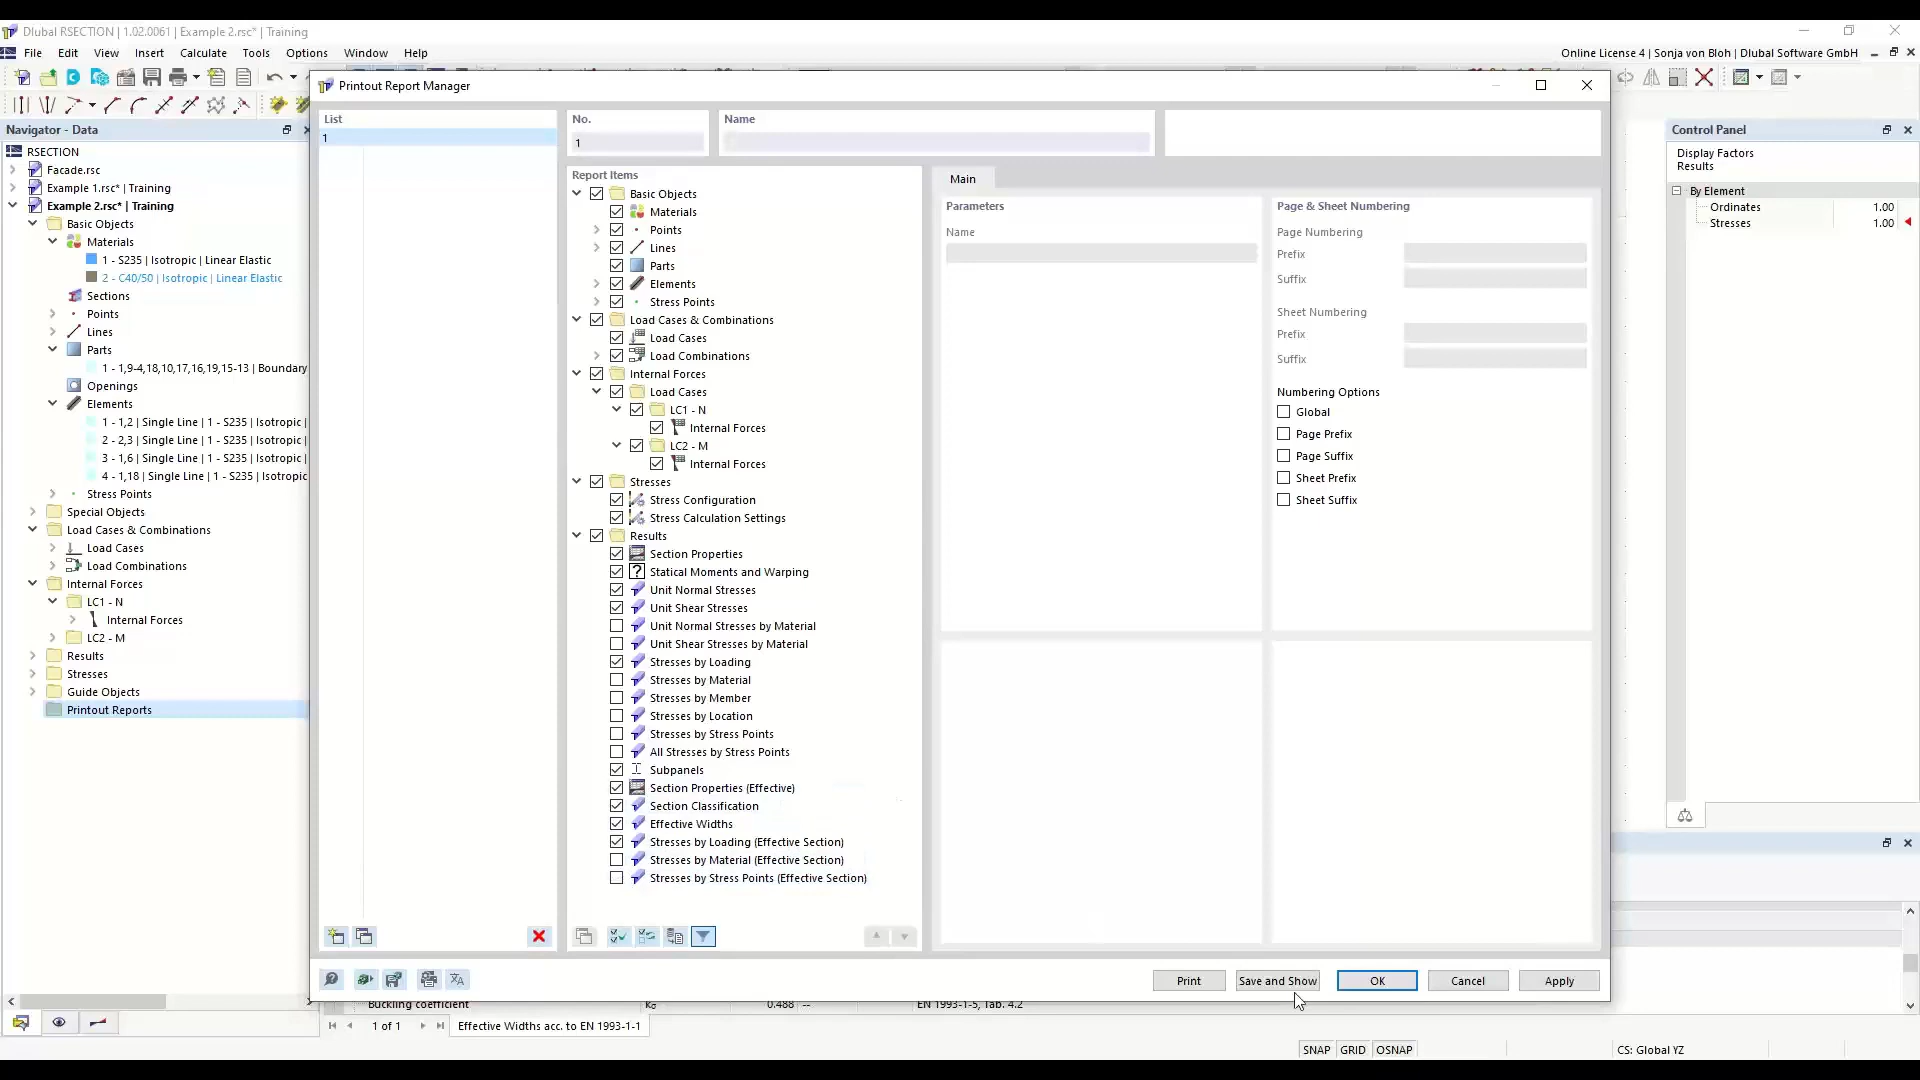 Dlubal RSECTION | 1.02.0061 | Example 2.rsc* | Training
File Edit View Insert Calculate Tools Options Window Help
Online License 4 | Sonja von Bloh | Dlubal Software GmbH
Navigator - Data
RSECTION
Facade.rsc
Example 1.rsc* | Training
Example 2.rsc* | Training
Basic Objects
Materials
1 - S235 | Isotropic | Linear Elastic
2 - C40/50 | Isotropic | Linear Elastic
Sections
Points
Lines
Parts
1 - 1,9-4,18,10,17,16,19,15-13 | Boundary
Openings
Elements
1 - 1,2 | Single Line | 1 - S235 | Isotropic |
2 - 2,3 | Single Line | 1 - S235 | Isotropic |
3 - 1,6 | Single Line | 1 - S235 | Isotropic |
4 - 1,18 | Single Line | 1 - S235 | Isotropic
Stress Points
Special Objects
Load Cases & Combinations
Load Cases
Load Combinations
Internal Forces
LC1 - N
Internal Forces
LC2 - M
Results
Stresses
Guide Objects
Printout Reports
Printout Report Manager
List
1
No.
1
Name
Report Items
Basic Objects
Materials
Points
Lines
Parts
Elements
Stress Points
Load Cases & Combinations
Load Cases
Load Combinations
Internal Forces
Load Cases
LC1 - N
Internal Forces
LC2 - M
Internal Forces
Stresses
Stress Configuration
Stress Calculation Settings
Results
Section Properties
Statical Moments and Warping
Unit Normal Stresses
Unit Shear Stresses
Unit Normal Stresses by Material
Unit Shear Stresses by Material
Stresses by Loading
Stresses by Material
Stresses by Member
Stresses by Location
Stresses by Stress Points
All Stresses by Stress Points
Subpanels
Section Properties (Effective)
Section Classification
Effective Widths
Stresses by Loading (Effective Section)
Stresses by Material (Effective Section)
Stresses by Stress Points (Effective Section)
Main
Parameters
Name
Page & Sheet Numbering
Page Numbering
Prefix
Suffix
Sheet Numbering
Prefix
Suffix
Numbering Options
Global
Page Prefix
Page Suffix
Sheet Prefix
Sheet Suffix
Print Save and Show OK Cancel Apply
Control Panel
Display Factors
Results
By Element
Ordinates 1.00
Stresses 1.00
Buckling coefficient kσ 0.488 -- EN 1993-1-5, Tab. 4.2
1 of 1 Effective Widths acc. to EN 1993-1-1
SNAP GRID OSNAP CS: Global YZ